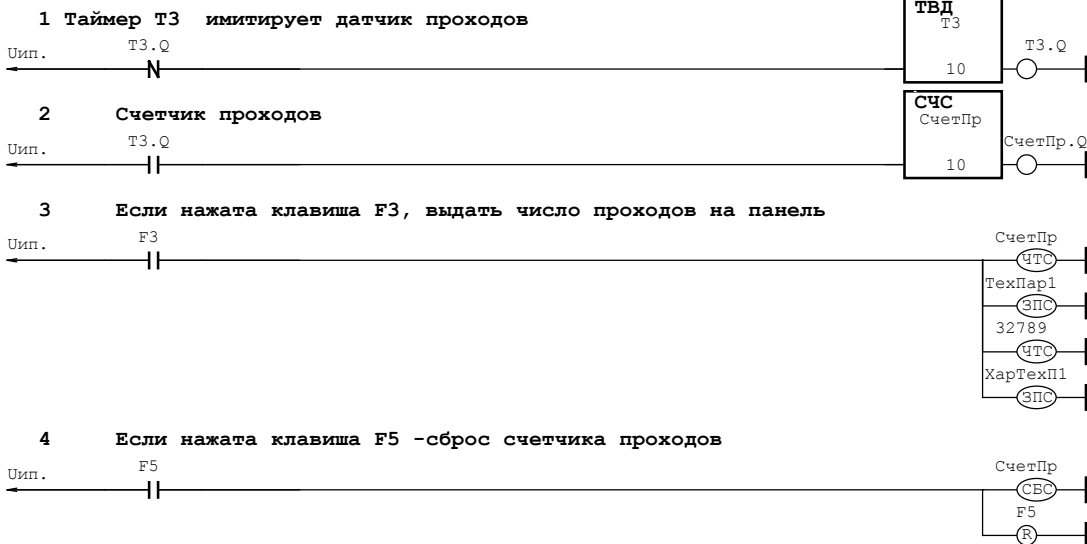 1 Таймер Т3 имитирует датчик проходов
ТВД
Т3
Uип.
Т3.Q
10
Т3.Q
2 Счетчик проходов
СЧС
СчетПр
Uип.
Т3.Q
10
СчетПр.Q
3 Если нажата клавиша F3, выдать число проходов на панель
Uип.
F3
СчетПр
ЧТС
ТехПар1
ЗПС
32789
ЧТС
ХарТехП1
ЗПС
4 Если нажата клавиша F5 -сброс счетчика проходов
Uип.
F5
СчетПр
СБС
F5
R